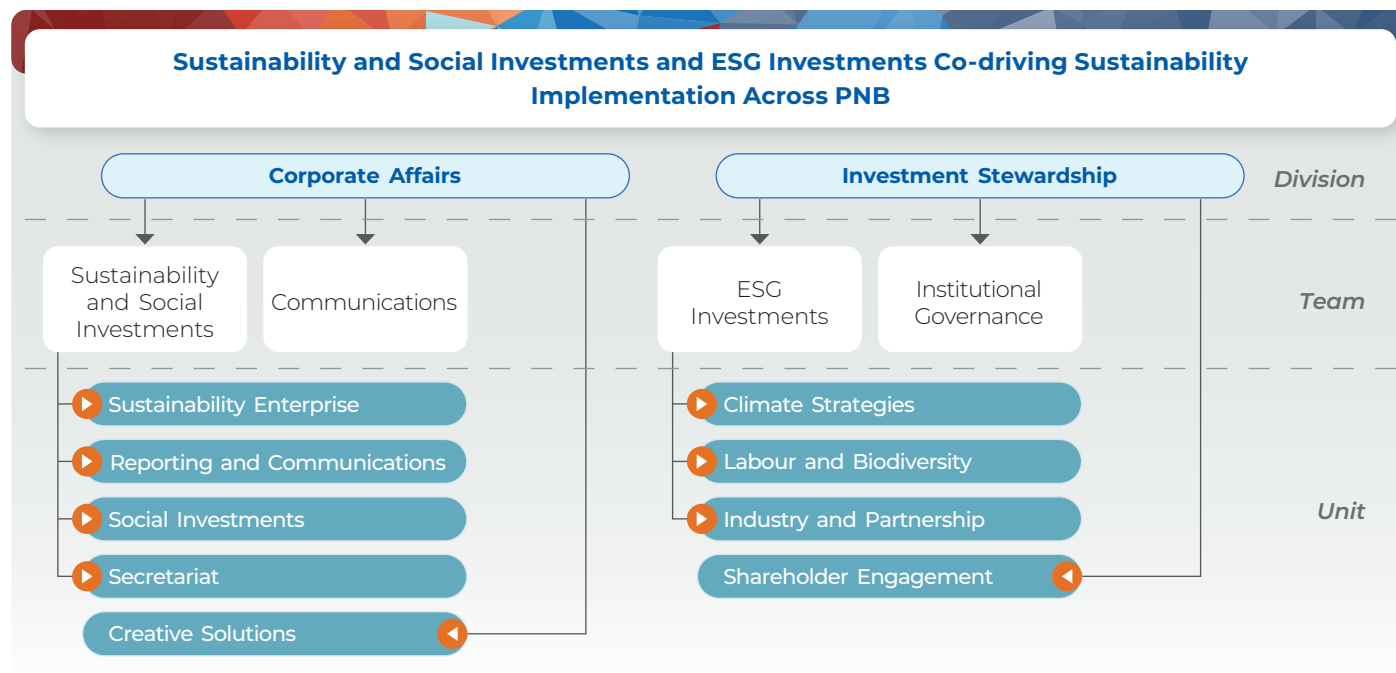 Sustainability and Social Investments and ESG Investments Co-driving Sustainability
Implementation Across PNB
Corporate Affairs
Investment Stewardship
Division
Sustainability
and Social
Investments
Communications
ESG
Investments
Institutional
Governance
Team
Sustainability Enterprise
Reporting and Communications
Social Investments
Secretariat
Creative Solutions
Climate Strategies
Labour and Biodiversity
Industry and Partnership
Shareholder Engagement
Unit